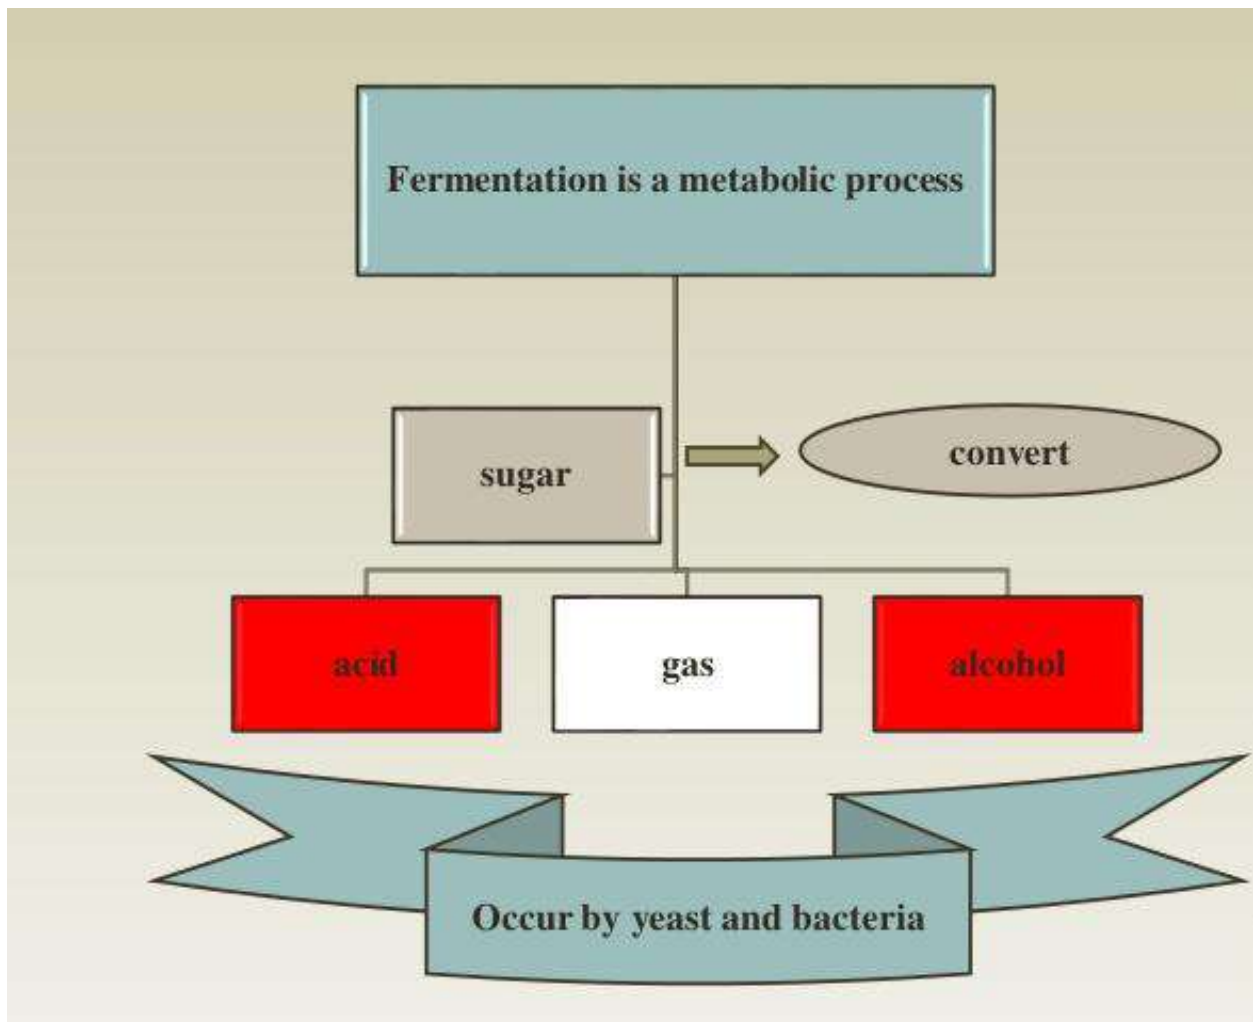 Fermentation is a metabolic process
sugar
convert
acid
gas
alcohol
Occur by yeast and bacteria